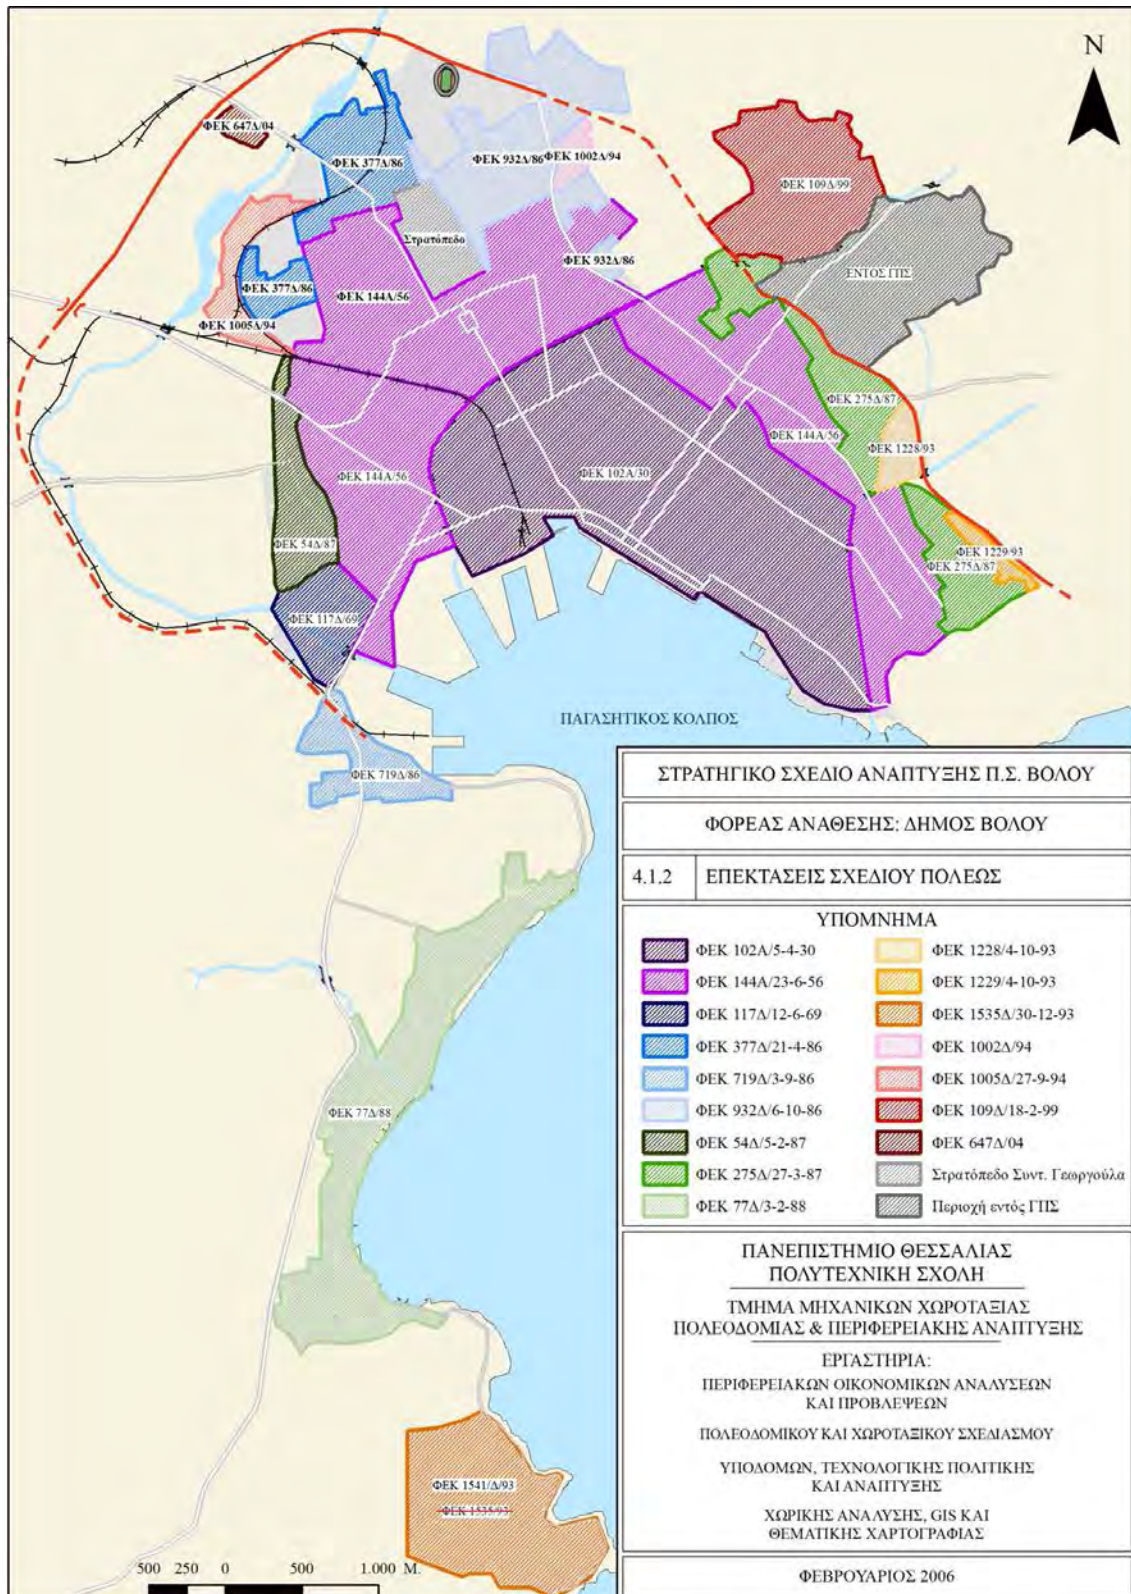 N
ΦΕΚ 647Δ/04
ΦΕΚ 377Δ/86
ΦΕΚ 932Δ/86
ΦΕΚ 1002Δ/94
ΦΕΚ 109Δ/99
Στρατόπεδο
ΦΕΚ 932Δ/86
ΕΝΤΟΣ ΓΠΣ
ΦΕΚ 377Δ/86
ΦΕΚ 144Α/56
ΦΕΚ 1005Δ/94
ΦΕΚ 275Δ/87
ΦΕΚ 144Α/56
ΦΕΚ 1228/93
ΦΕΚ 144Α/56
ΦΕΚ 102Α/30
ΦΕΚ 54Δ/87
ΦΕΚ 1229/93
ΦΕΚ 275Δ/87
ΦΕΚ 117Δ/69
ΠΑΓΑΣΗΤΙΚΟΣ ΚΟΛΠΟΣ
ΦΕΚ 719Δ/86
ΦΕΚ 77Δ/88
ΦΕΚ 1541/Δ/93
ΦΕΚ 1535/93
500 250 0 500 1.000 Μ.
ΣΤΡΑΤΗΓΙΚΟ ΣΧΕΔΙΟ ΑΝΑΠΤΥΞΗΣ Π.Σ. ΒΟΛΟΥ
ΦΟΡΕΑΣ ΑΝΑΘΕΣΗΣ: ΔΗΜΟΣ ΒΟΛΟΥ
4.1.2 ΕΠΕΚΤΑΣΕΙΣ ΣΧΕΔΙΟΥ ΠΟΛΕΩΣ
ΥΠΟΜΝΗΜΑ
ΦΕΚ 102Α/5-4-30
ΦΕΚ 144Α/23-6-56
ΦΕΚ 117Δ/12-6-69
ΦΕΚ 377Δ/21-4-86
ΦΕΚ 719Δ/3-9-86
ΦΕΚ 932Δ/6-10-86
ΦΕΚ 54Δ/5-2-87
ΦΕΚ 275Δ/27-3-87
ΦΕΚ 77Δ/3-2-88
ΦΕΚ 1228/4-10-93
ΦΕΚ 1229/4-10-93
ΦΕΚ 1535Δ/30-12-93
ΦΕΚ 1002Δ/94
ΦΕΚ 1005Δ/27-9-94
ΦΕΚ 109Δ/18-2-99
ΦΕΚ 647Δ/04
Στρατόπεδο Συντ. Γεωργούλα
Περιοχή εντός ΓΠΣ
ΠΑΝΕΠΙΣΤΗΜΙΟ ΘΕΣΣΑΛΙΑΣ
ΠΟΛΥΤΕΧΝΙΚΗ ΣΧΟΛΗ
ΤΜΗΜΑ ΜΗΧΑΝΙΚΩΝ ΧΩΡΟΤΑΞΙΑΣ
ΠΟΛΕΟΔΟΜΙΑΣ & ΠΕΡΙΦΕΡΕΙΑΚΗΣ ΑΝΑΠΤΥΞΗΣ
ΕΡΓΑΣΤΗΡΙΑ:
ΠΕΡΙΦΕΡΕΙΑΚΩΝ ΟΙΚΟΝΟΜΙΚΩΝ ΑΝΑΛΥΣΕΩΝ
ΚΑΙ ΠΡΟΒΛΕΨΕΩΝ
ΠΟΛΕΟΔΟΜΙΚΟΥ ΚΑΙ ΧΩΡΟΤΑΞΙΚΟΥ ΣΧΕΔΙΑΣΜΟΥ
ΥΠΟΔΟΜΩΝ, ΤΕΧΝΟΛΟΓΙΚΗΣ ΠΟΛΙΤΙΚΗΣ
ΚΑΙ ΑΝΑΠΤΥΞΗΣ
ΧΩΡΙΚΗΣ ΑΝΑΛΥΣΗΣ, GIS ΚΑΙ
ΘΕΜΑΤΙΚΗΣ ΧΑΡΤΟΓΡΑΦΙΑΣ
ΦΕΒΡΟΥΑΡΙΟΣ 2006